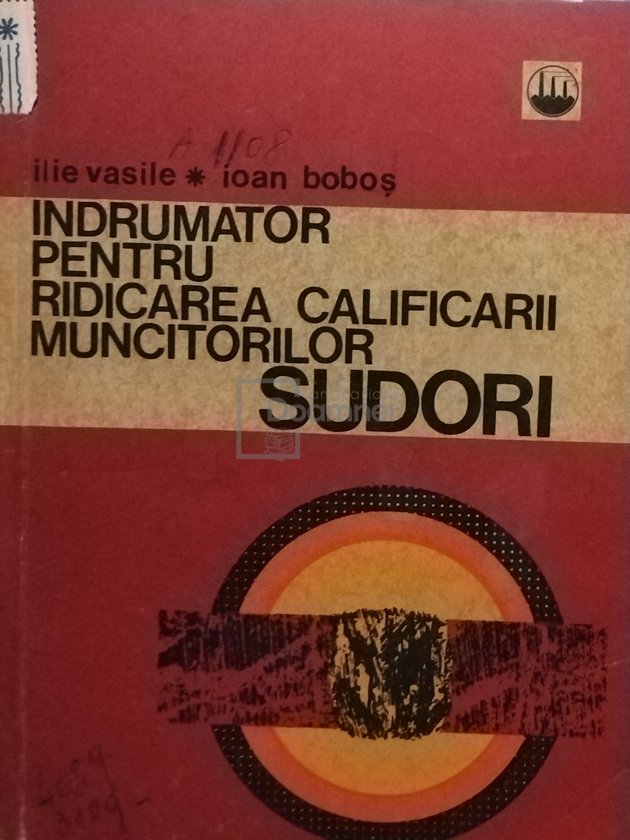 A 1108
ilie vasile * ioan boboș
INDRUMATOR
PENTRU
RIDICAREA CALIFICARII
MUNCITORILOR
SUDORI